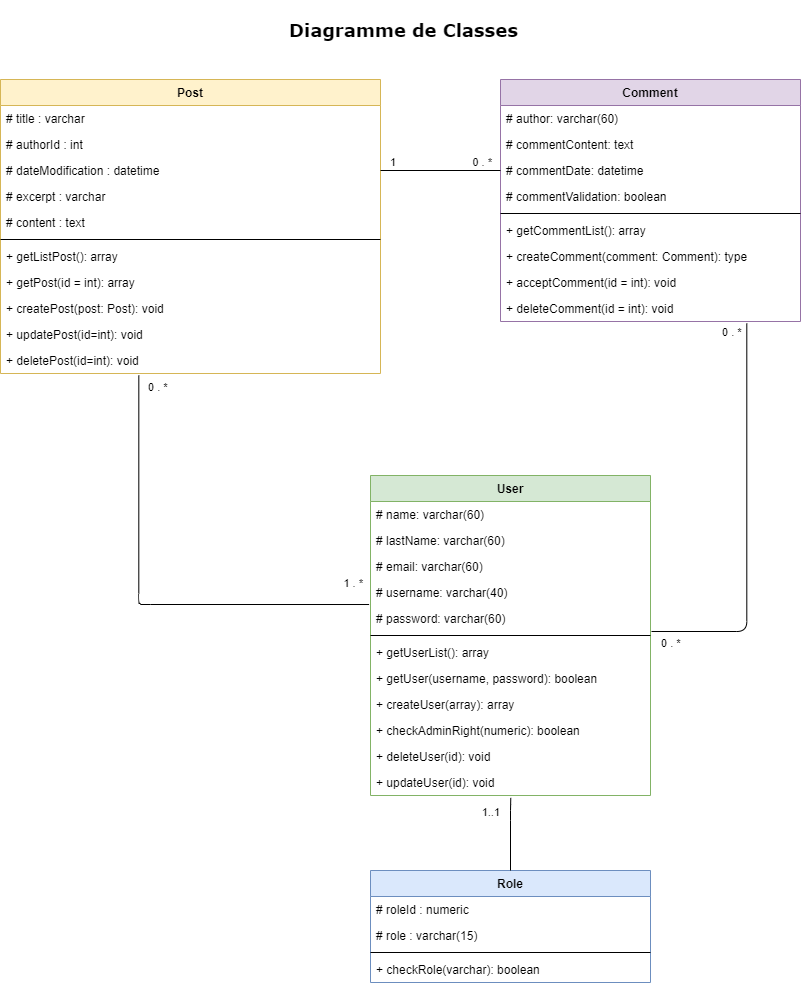 Diagramme de Classes
Post
# title : varchar
# authorId : int
# dateModification : datetime
# excerpt : varchar
# content : text
+ getListPost(): array
+ getPost(id = int): array
+ createPost(post: Post): void
+ updatePost(id=int): void
+ deletePost(id=int): void
1
0 . *
Comment
# author: varchar(60)
# commentContent: text
# commentDate: datetime
# commentValidation: boolean
+ getCommentList(): array
+ createComment(comment: Comment): type
+ acceptComment(id = int): void
+ deleteComment(id = int): void
0 . *
0 . *
1 . *
0 . *
User
# name: varchar(60)
# lastName: varchar(60)
# email: varchar(60)
# username: varchar(40)
# password: varchar(60)
+ getUserList(): array
+ getUser(username, password): boolean
+ createUser(array): array
+ checkAdminRight(numeric): boolean
+ deleteUser(id): void
+ updateUser(id): void
1..1
Role
# roleId : numeric
# role : varchar(15)
+ checkRole(varchar): boolean